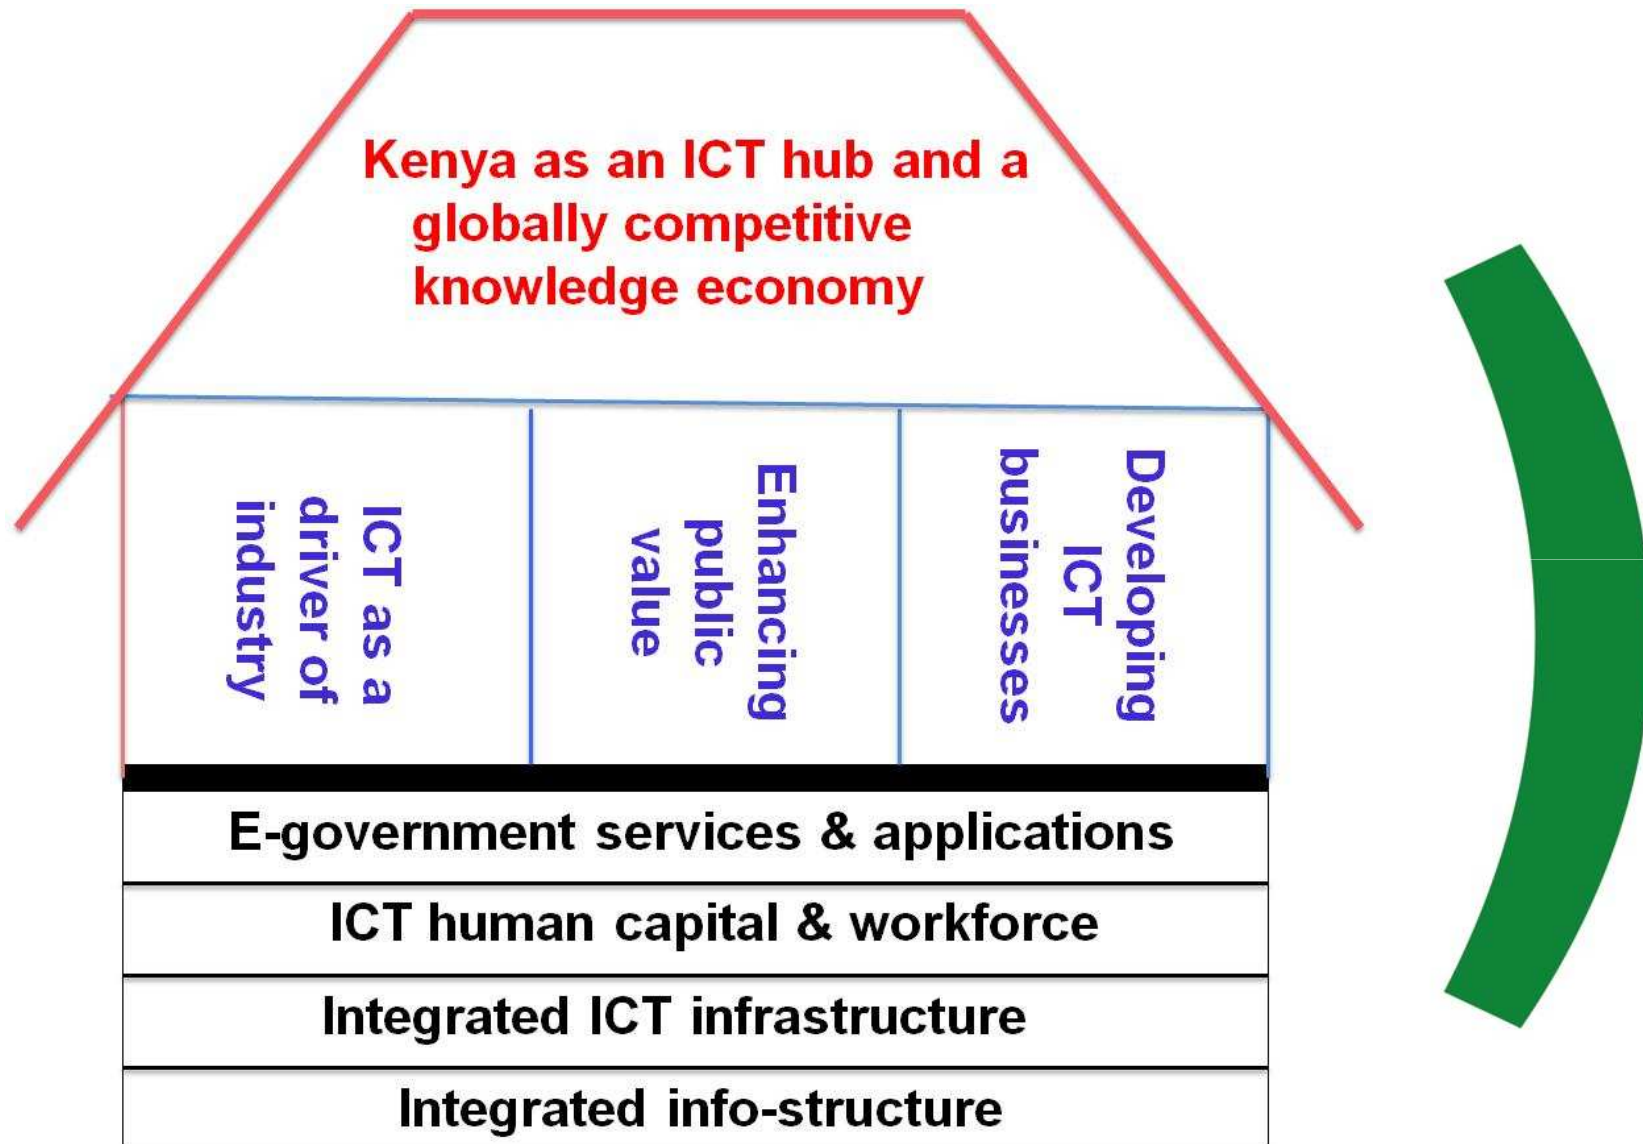 Kenya as an ICT hub and a
globally competitive
knowledge economy
ICT as a
driver of
industry
Enhancing
public
value
Developing
ICT
businesses
E-government services & applications
ICT human capital & workforce
Integrated ICT infrastructure
Integrated info-structure